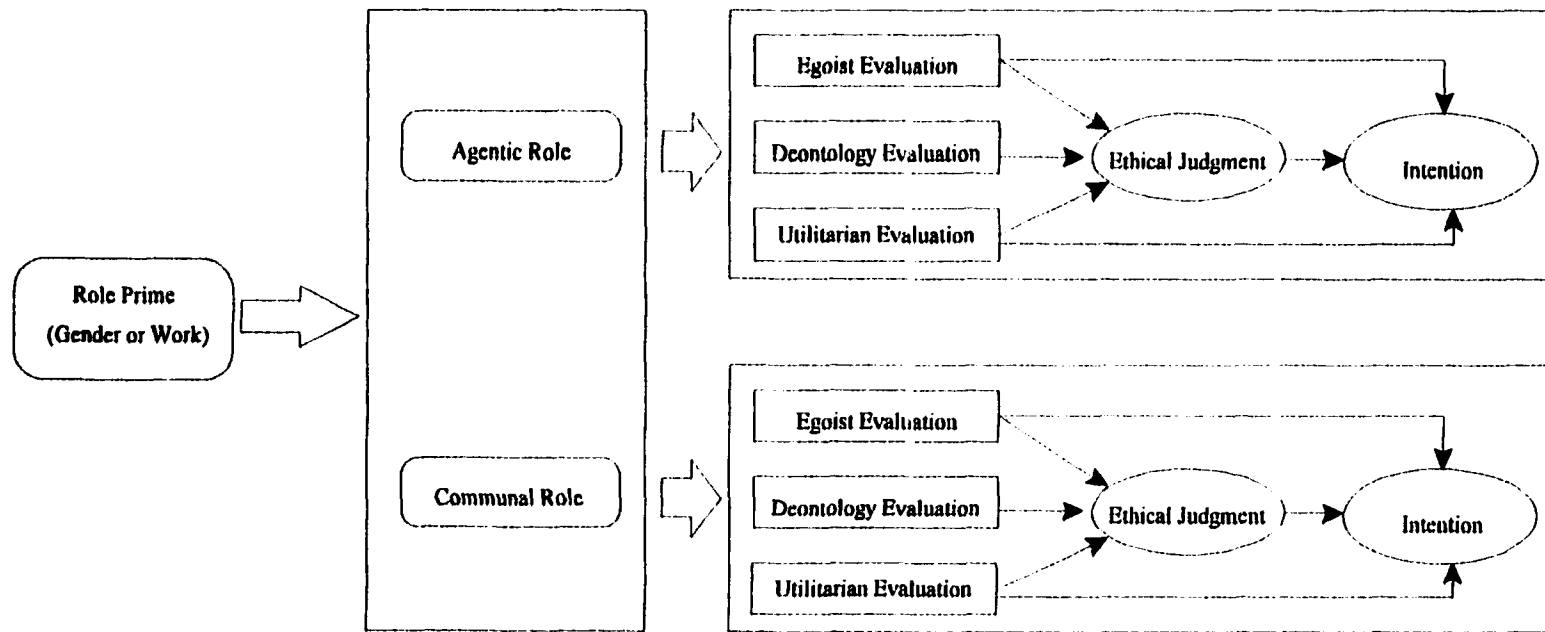 Role Prime
(Gender or Work)
Agentic Role
Communal Role
Egoist Evaluation
Deontology Evaluation
Utilitarian Evaluation
Ethical Judgment
Intention
Egoist Evaluation
Deontology Evaluation
Utilitarian Evaluation
Ethical Judgment
Intention